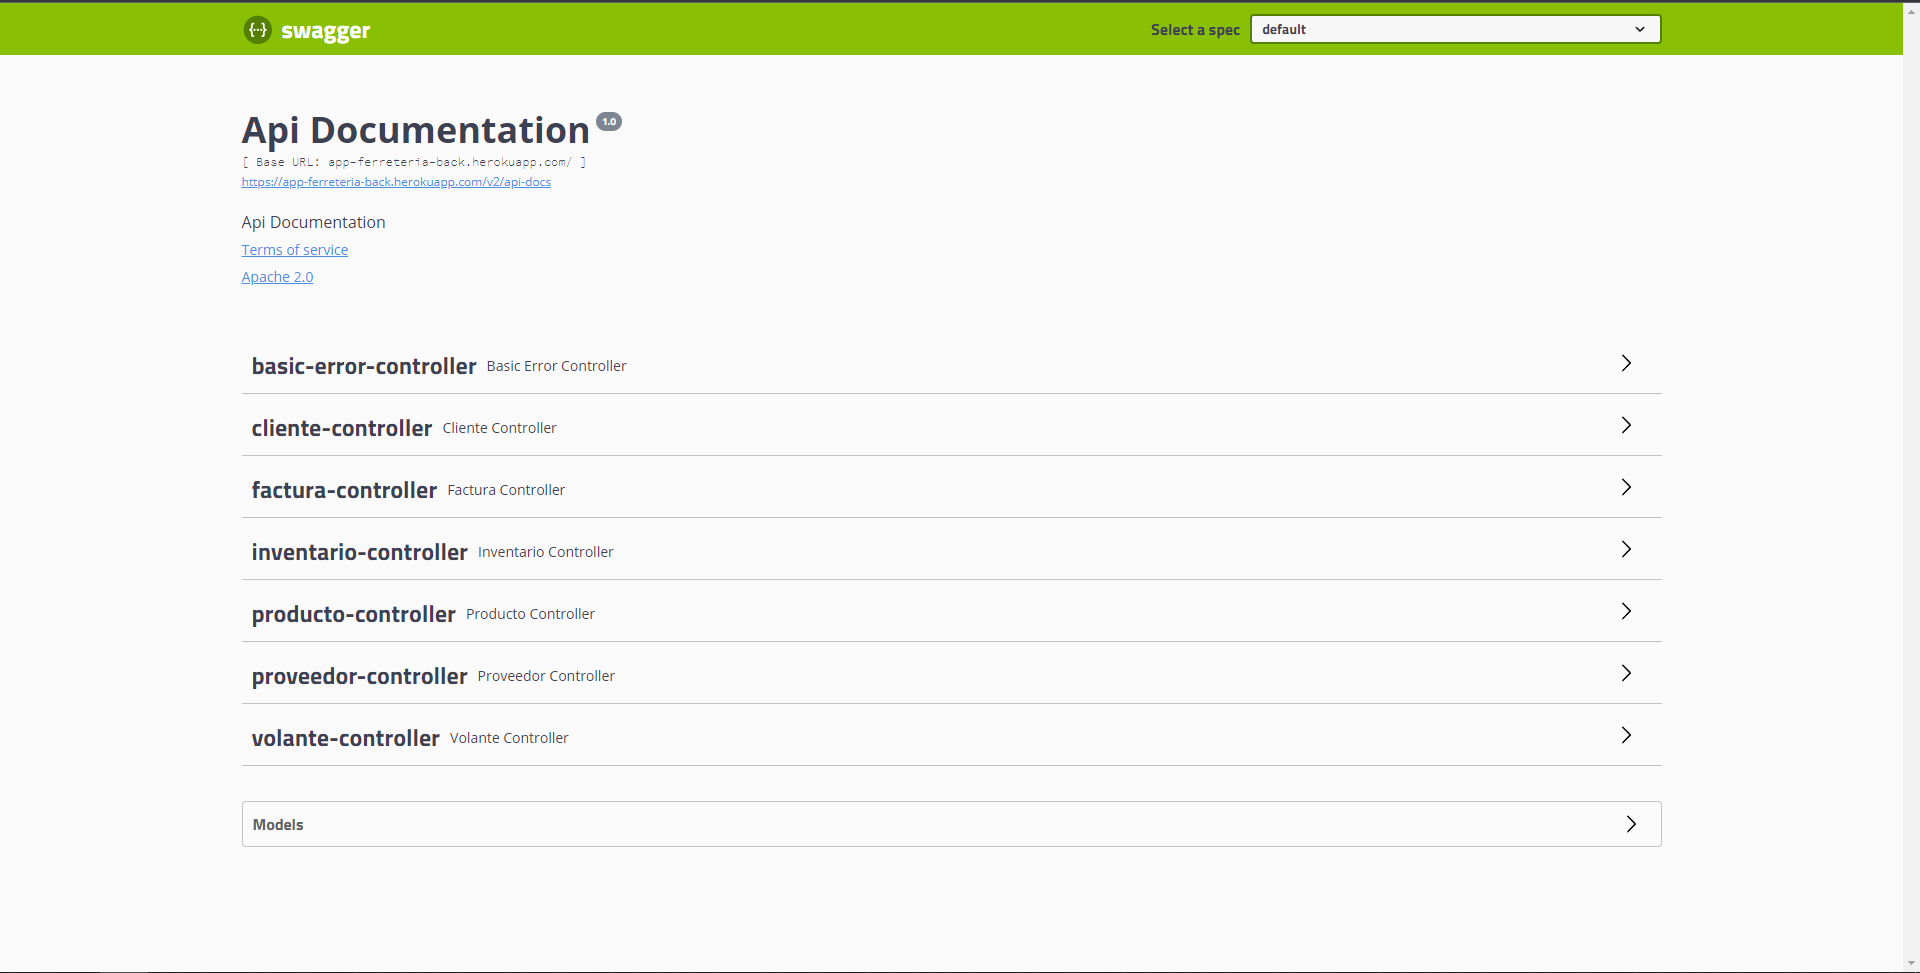 {···} swagger
Select a spec default
Api Documentation 1.0
[ Base URL: app-ferreteria-back.herokuapp.com/ ]
https://app-ferreteria-back.herokuapp.com/v2/api-docs
Api Documentation
Terms of service
Apache 2.0
basic-error-controller Basic Error Controller
cliente-controller Cliente Controller
factura-controller Factura Controller
inventario-controller Inventario Controller
producto-controller Producto Controller
proveedor-controller Proveedor Controller
volante-controller Volante Controller
Models